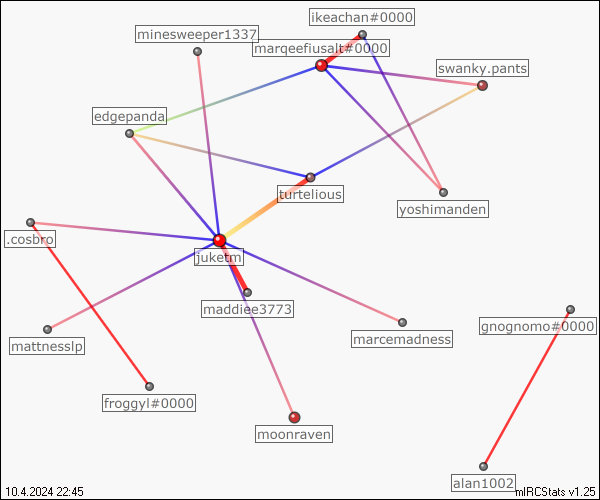 ikeachan#0000
minesweeper1337
marqeefiusalt#0000
swanky.pants
edgepanda
turtelious
yoshimanden
.cosbro
juketm
maddiee3773
gnognomo#0000
mattnesslp
marcemadness
froggyl#0000
moonraven
alan1002
10.4.2024 22:45
mIRCStats v1.25